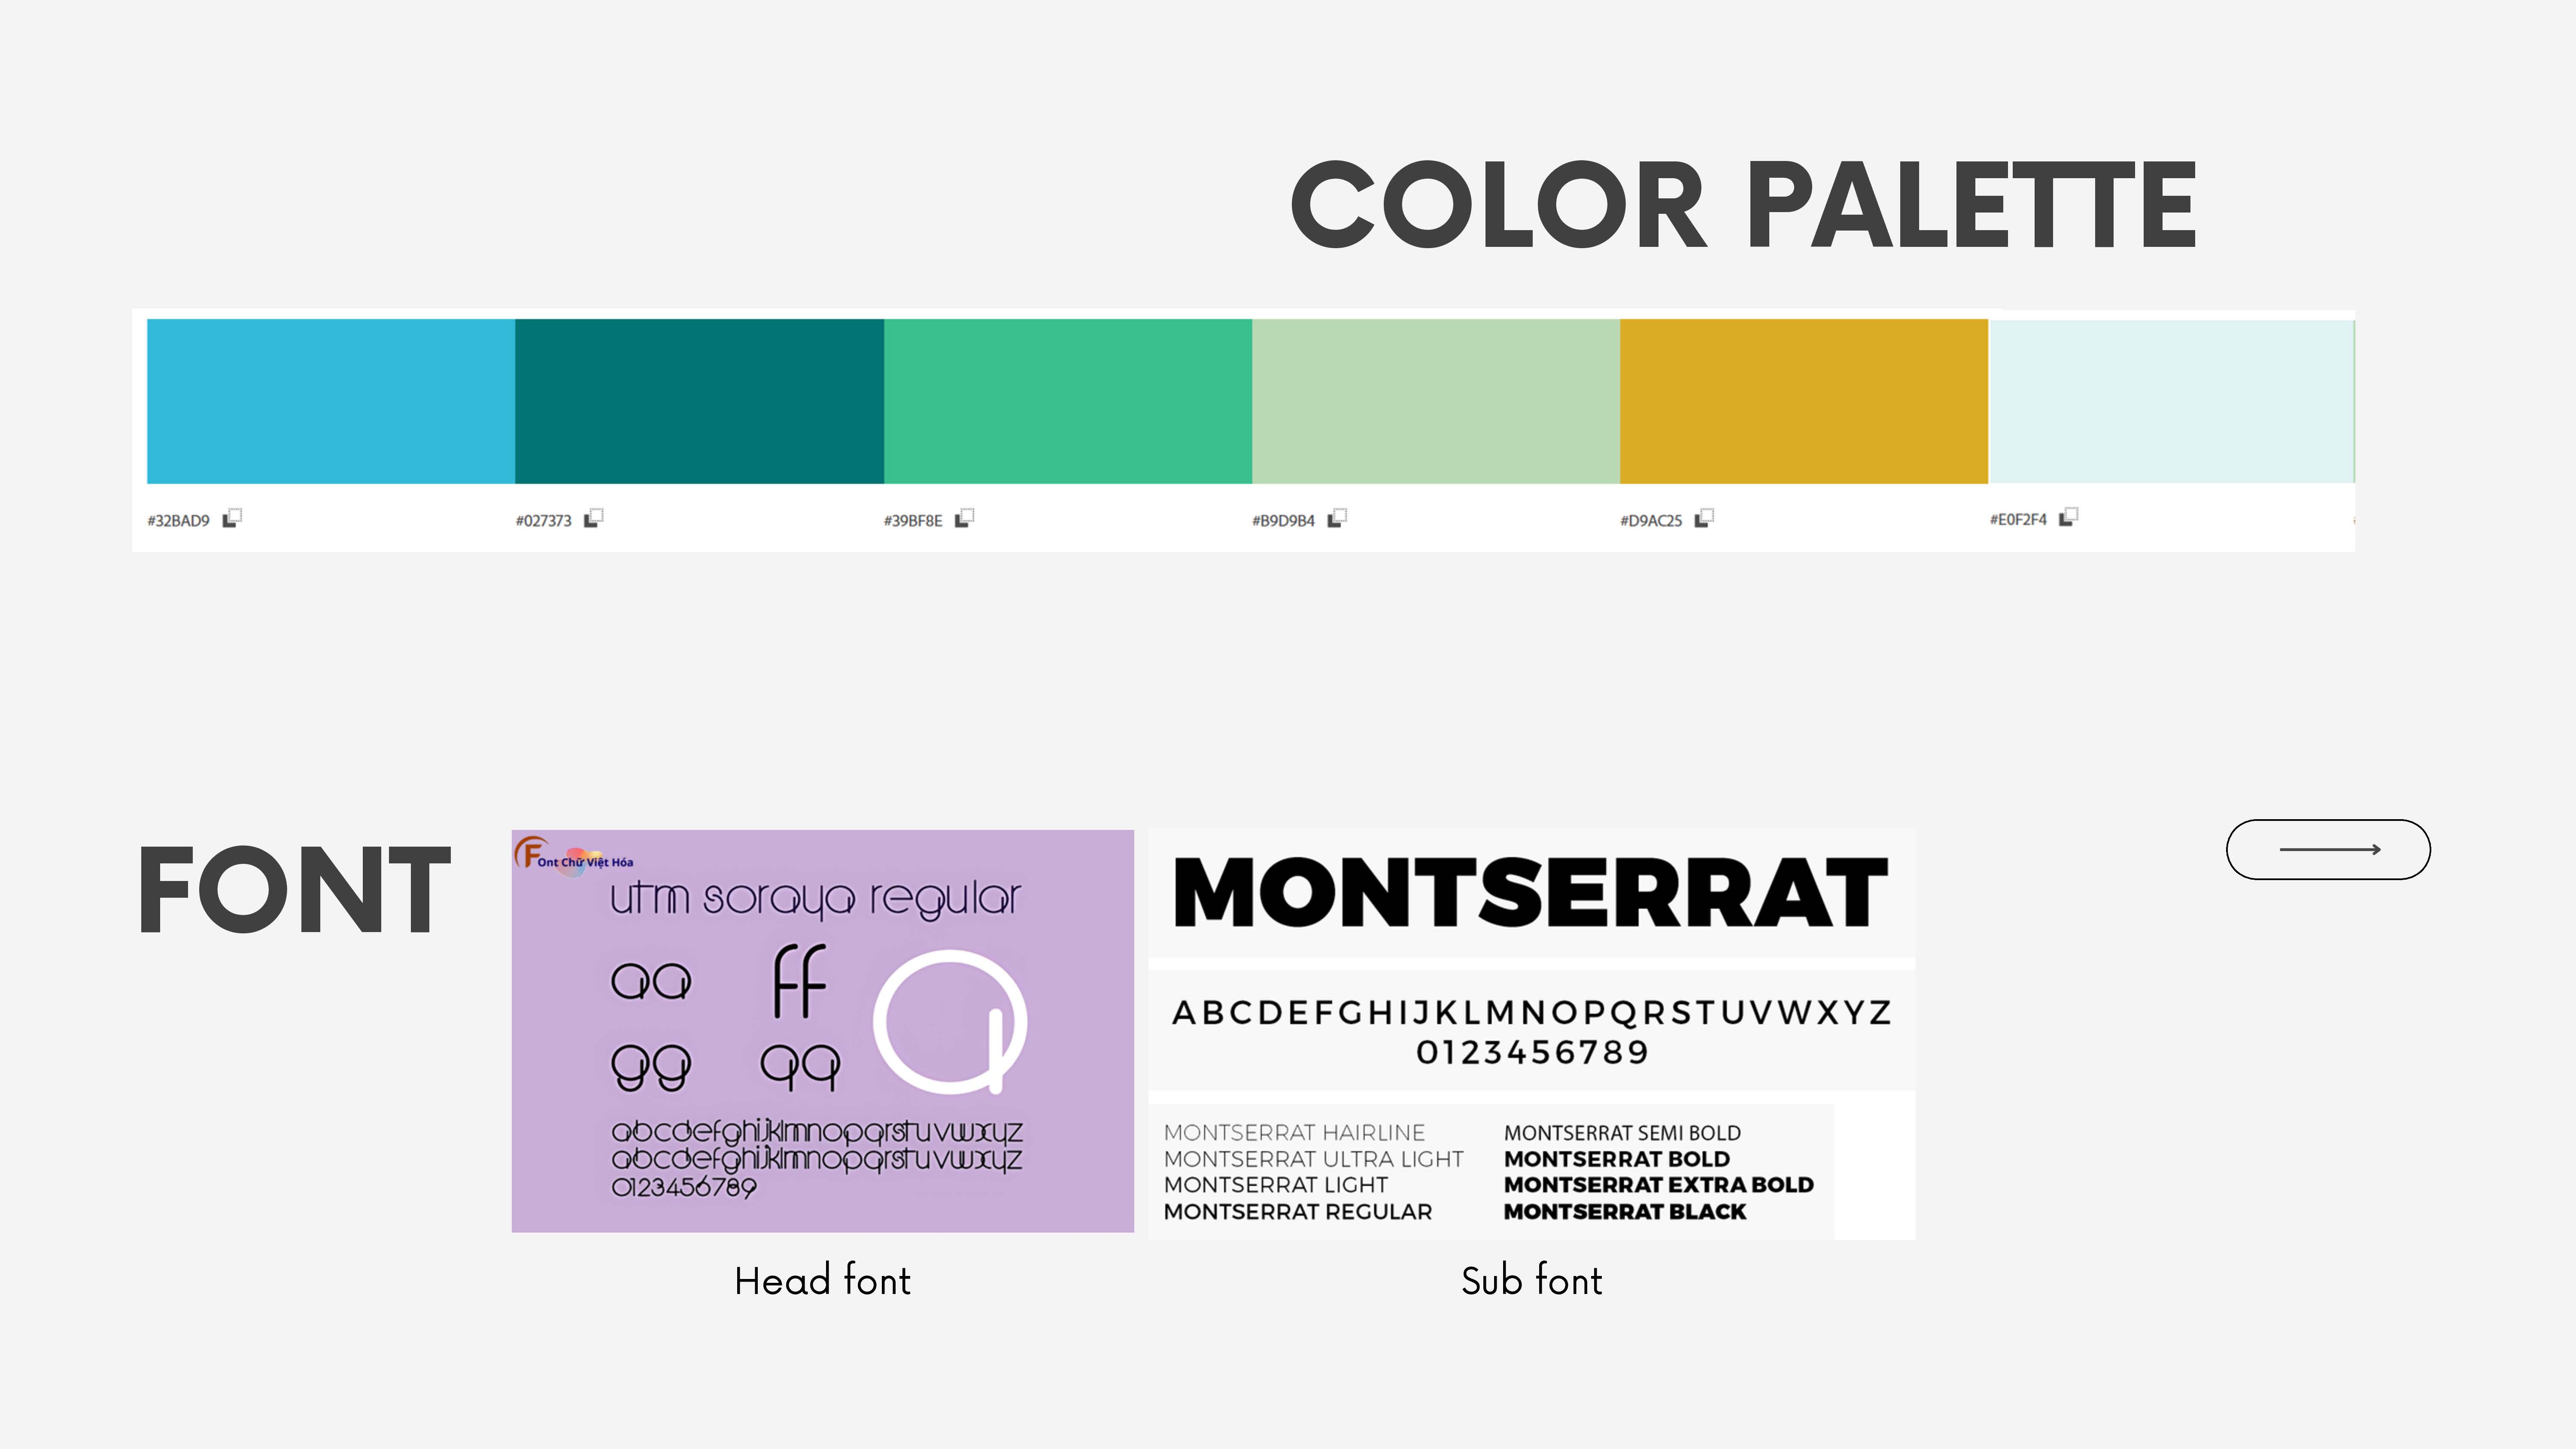 COLOR PALETTE
#32BAD9
#027373
#39BF8E
#B9D9B4
#D9AC25
#E0F2F4
FONT
Font Chữ Việt Hóa
utm soraya regular
aa
ff
a
gg
qq
abcdefghijklmnopqrstuvwxyz
abcdefghijklmnopqrstuvwxyz
0123456789
Head font
MONTSERRAT
ABCDEFGHIJKLMNOPQRSTUVWXYZ
0123456789
MONTSERRAT HAIRLINE
MONTSERRAT ULTRA LIGHT
MONTSERRAT LIGHT
MONTSERRAT REGULAR
MONTSERRAT SEMI BOLD
MONTSERRAT BOLD
MONTSERRAT EXTRA BOLD
MONTSERRAT BLACK
Sub font